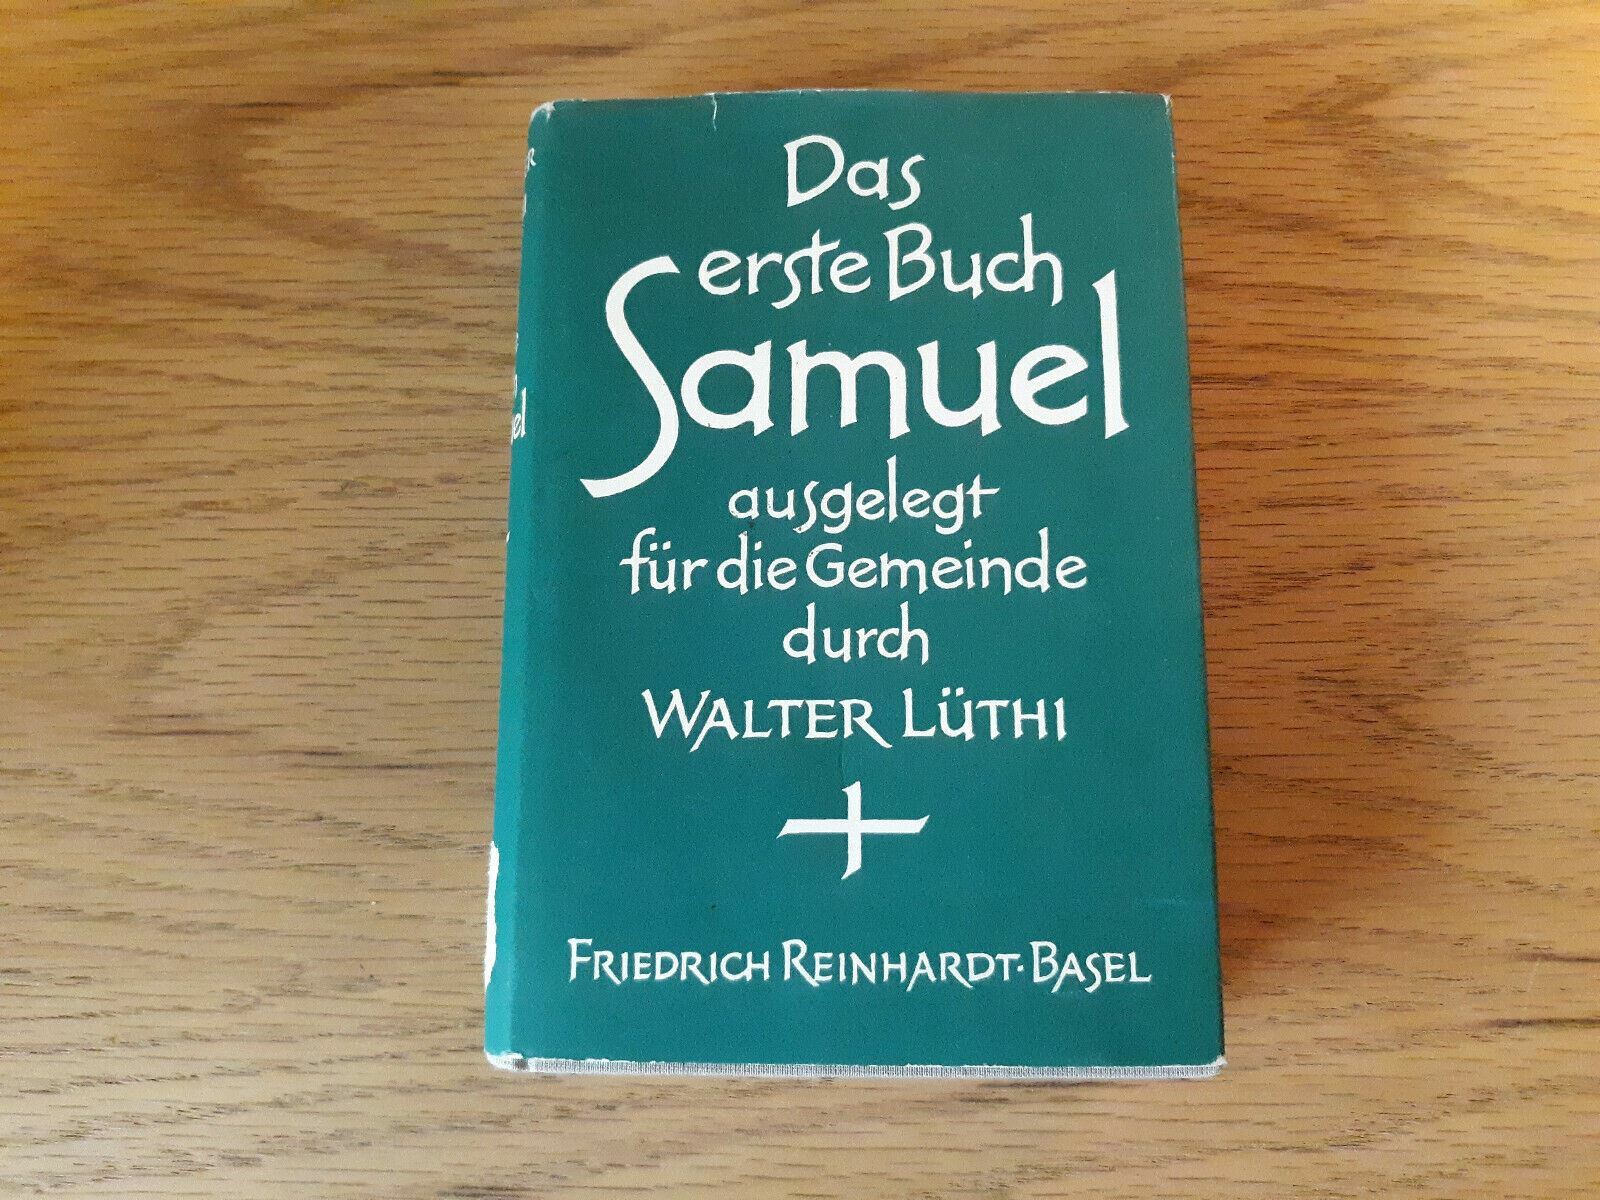 Das
erste Buch
Samuel
ausgelegt
für die Gemeinde
durch
WALTER LÜTHI
FRIEDRICH REINHARDT · BASEL